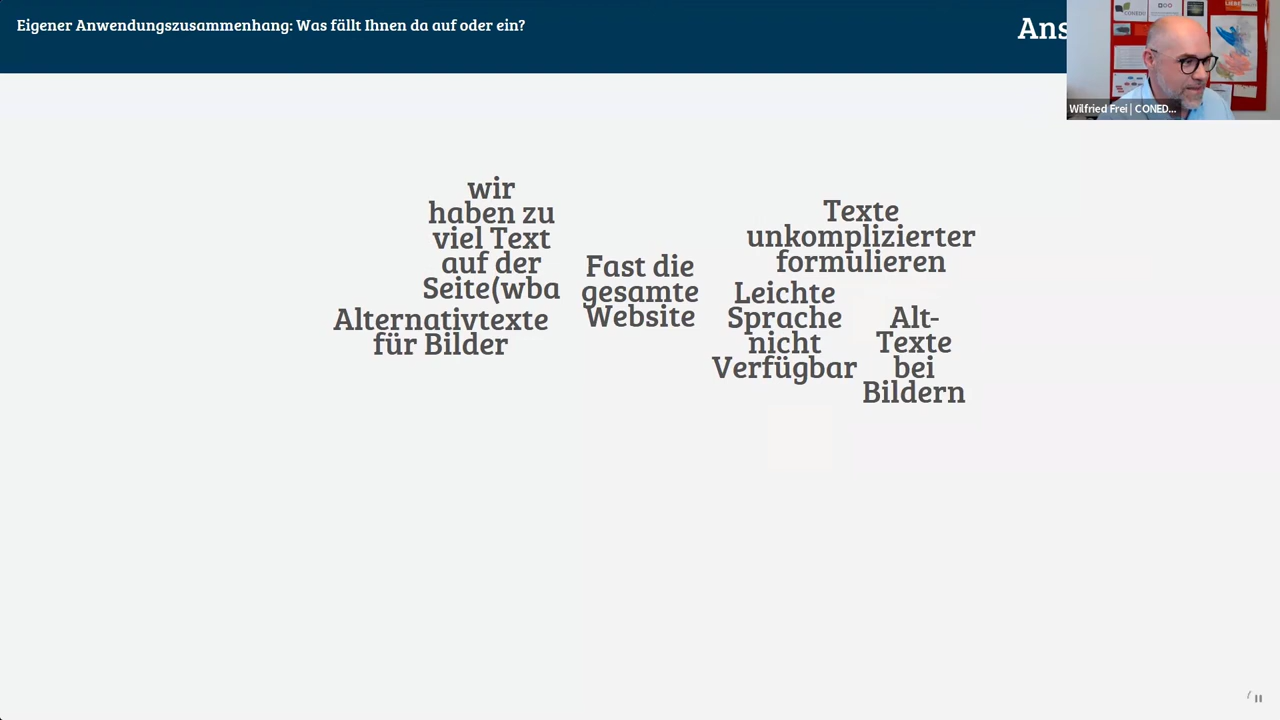 Eigener Anwendungszusammenhang: Was fällt Ihnen da auf oder ein?
Ans
Wilfried Frei | CONED...
wir
haben zu
viel Text
auf der
Seite(wba
Alternativtexte
für Bilder
Fast die
gesamte
Website
Texte
unkomplizierter
formulieren
Leichte
Sprache
nicht
Verfügbar
Alt-
Texte
bei
Bildern